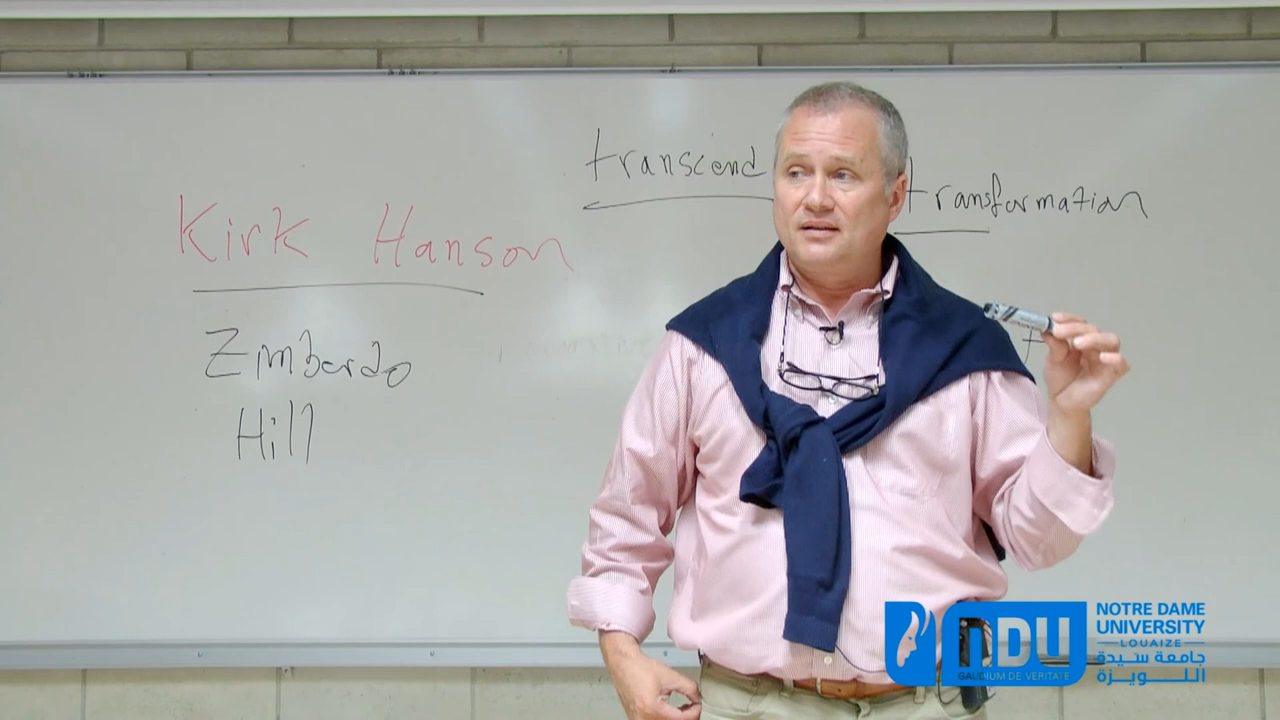 transcend
transformation
Kirk Hanson
Zimbardo
Hill
NDU
GAUDIUM DE VERITATE
NOTRE DAME
UNIVERSITY
LOUAIZE
جامعة سيدة
اللويزة